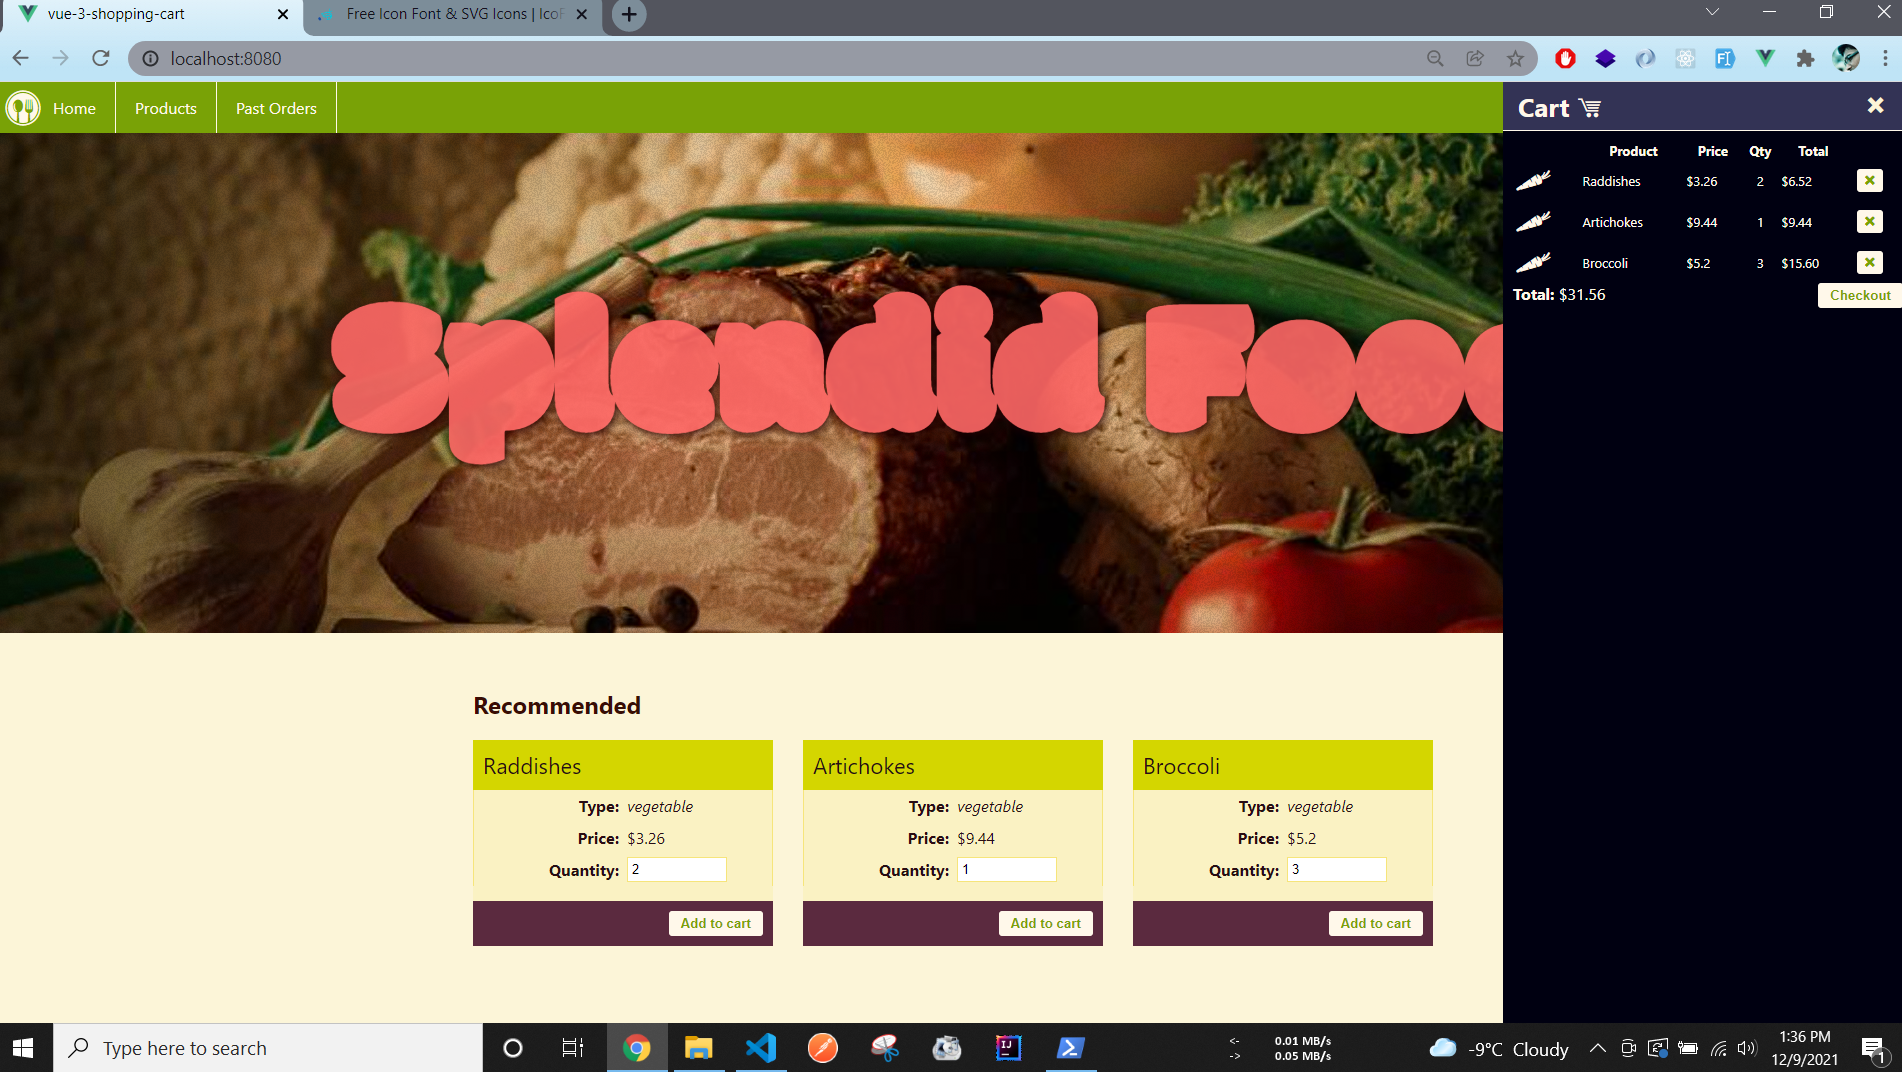 vue-3-shopping-cart
Free Icon Font & SVG Icons | IcoF
localhost:8080
Home
Products
Past Orders
Cart
Product Price Qty Total
Raddishes $3.26 2 $6.52
Artichokes $9.44 1 $9.44
Broccoli $5.2 3 $15.60
Total: $31.56
Checkout
Splendid Foo
Recommended
Raddishes
Type: vegetable
Price: $3.26
Quantity: 2
Add to cart
Artichokes
Type: vegetable
Price: $9.44
Quantity: 1
Add to cart
Broccoli
Type: vegetable
Price: $5.2
Quantity: 3
Add to cart
Type here to search
<- 0.01 MB/s
-> 0.05 MB/s
-9°C Cloudy
1:36 PM
12/9/2021
1